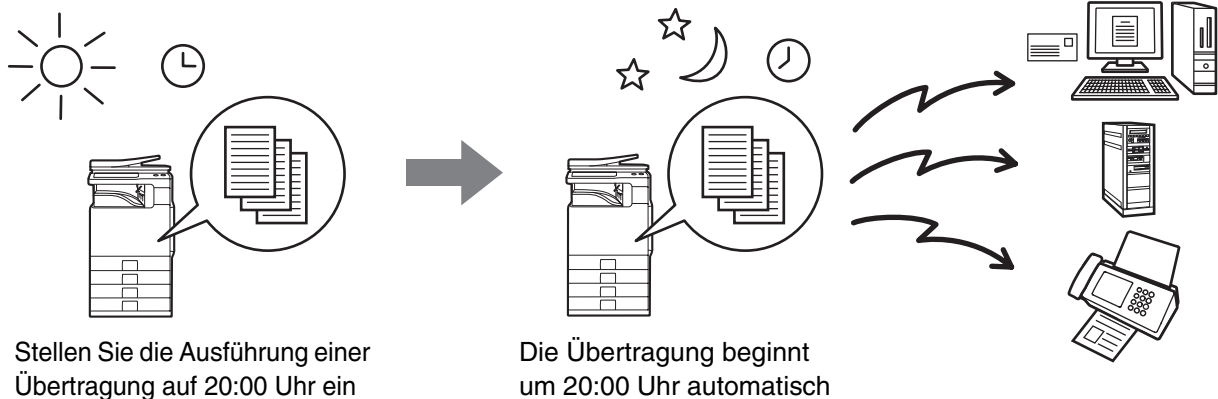 Stellen Sie die Ausführung einer
Übertragung auf 20:00 Uhr ein
Die Übertragung beginnt
um 20:00 Uhr automatisch